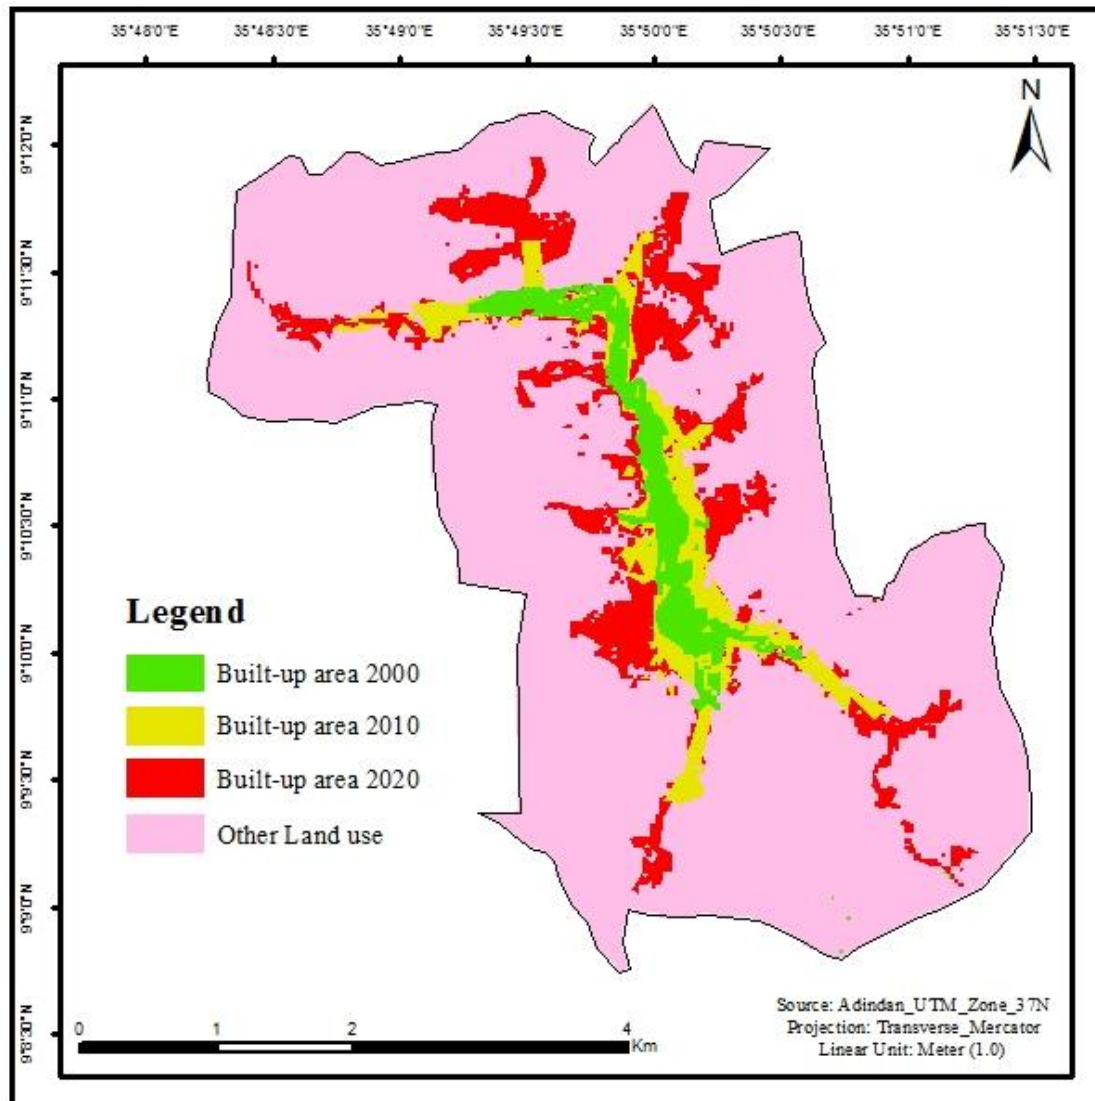 35°48'0"E 35°48'30"E 35°49'0"E 35°49'30"E 35°50'0"E 35°50'30"E 35°51'0"E 35°51'30"E
N
9°12'0"N
9°11'30"N
9°11'0"N
9°10'30"N
9°10'0"N
9°9'30"N
9°9'0"N
9°8'30"N
Legend
Built-up area 2000
Built-up area 2010
Built-up area 2020
Other Land use
0 1 2 4
Km
Source: Adindan_UTM_Zone_37N
Projection: Transverse_Mercator
Linear Unit: Meter (1.0)